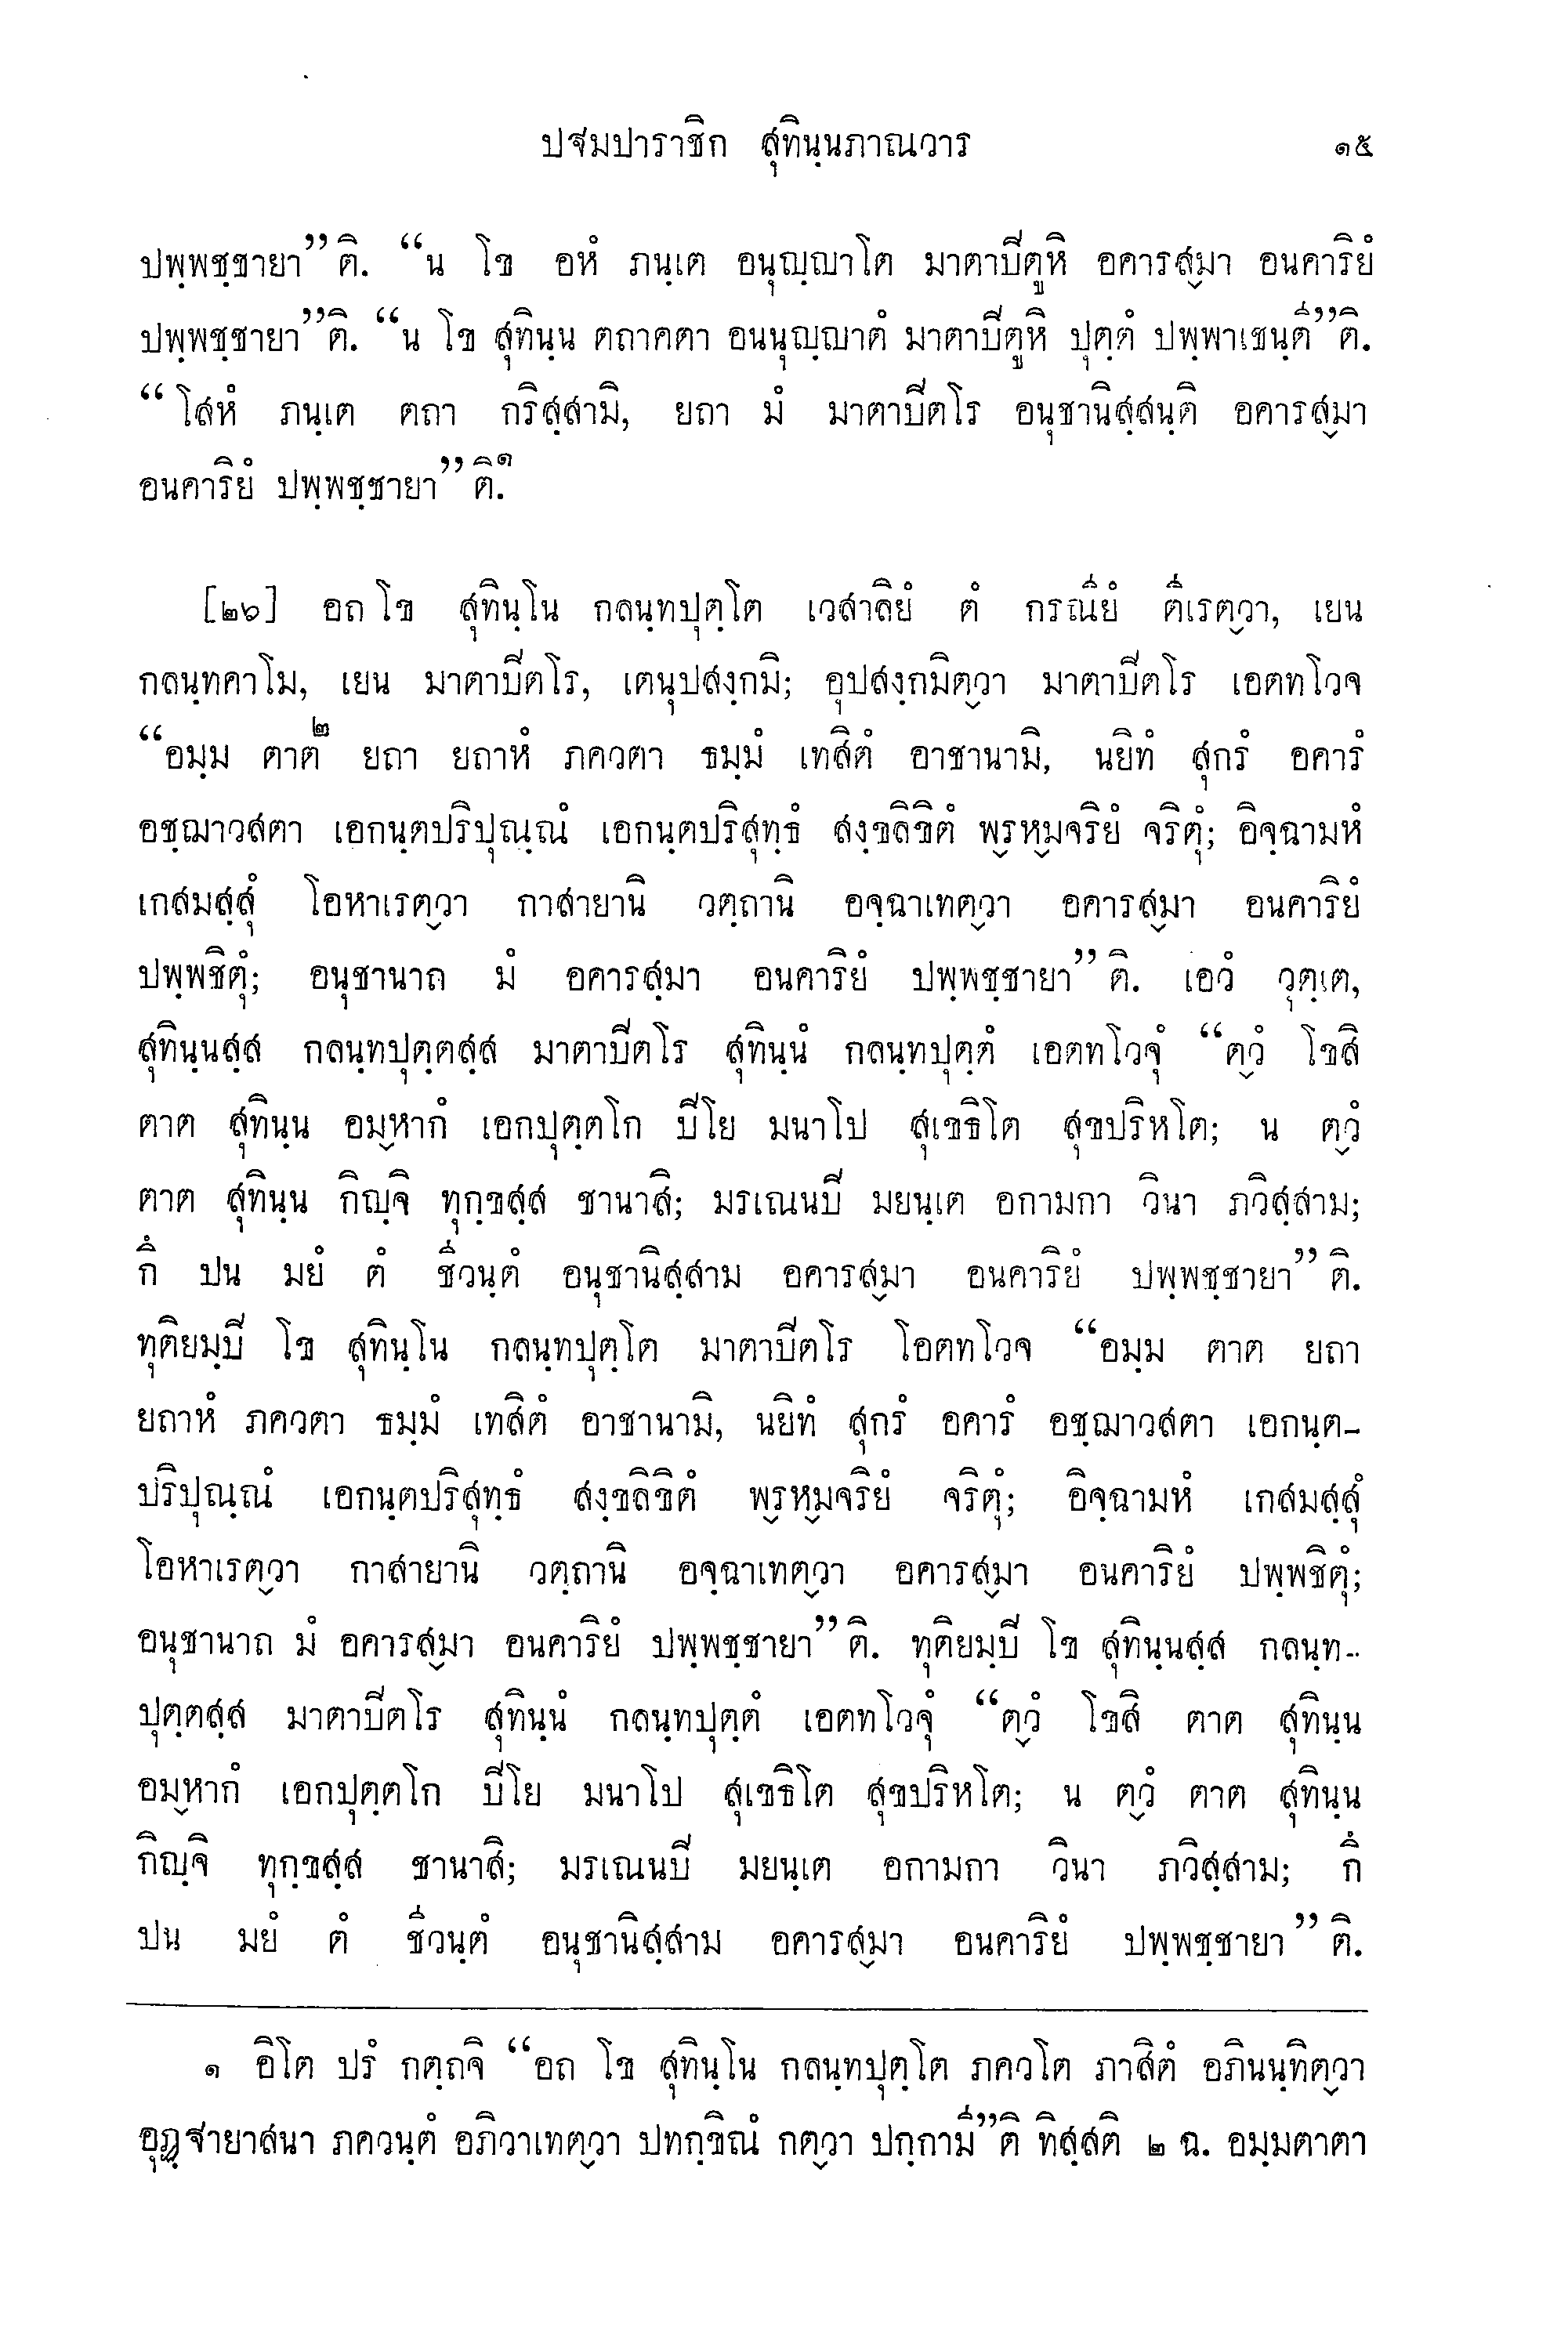 ปฐมปาราชิก สุทินฺนภาณวาร ๑๕
ปพฺพชฺชายา” ติ. “น โข อหํ ภนฺเต อนุญฺญาโต มาตาปิตูหิ อคารสฺมา อนคาริยํ
ปพฺพชฺชายา” ติ. “น โข สุทินฺน ตถาคตา อนนุญฺญาตํ มาตาปิตูหิ ปุตฺตํ ปพฺพาเชนฺตี” ติ.
“ โสหํ ภนฺเต ตถา กริสฺสามิ, ยถา มํ มาตาปิตโร อนุชานิสฺสนฺติ อคารสฺมา
อนคาริยํ ปพฺพชฺชายา” ติ.๑
[๒๖] อถ โข สุทินฺโน กลนฺทปุตฺโต เวสาลิยํ ตํ กรณียํ ตีเรตฺวา, เยน
กลนฺทคาโม, เยน มาตาปิตโร, เตนุปสงฺกมิ; อุปสงฺกมิตฺวา มาตาปิตโร เอตทโวจ
“อมฺม ตาต๒ ยถา ยถาหํ ภควตา ธมฺมํ เทสิตํ อาชานามิ, นยิทํ สุกรํ อคารํ
อชฺฌาวสตา เอกนฺตปริปุณฺณํ เอกนฺตปริสุทฺธํ สงฺขลิขิตํ พฺรหฺมจริยํ จริตุํ; อิจฺฉามหํ
เกสมสฺสุํ โอหาเรตฺวา กาสายานิ วตฺถานิ อจฺฉาเทตฺวา อคารสฺมา อนคาริยํ
ปพฺพชิตุํ; อนุชานาถ มํ อคารสฺมา อนคาริยํ ปพฺพชฺชายา” ติ. เอวํ วุตฺเต,
สุทินฺนสฺส กลนฺทปุตฺตสฺส มาตาปิตโร สุทินฺนํ กลนฺทปุตฺตํ เอตทโวจุํ “ตฺวํ โขสิ
ตาต สุทินฺน อมฺหากํ เอกปุตฺตโก ปิโย มนาโป สุเขธิโต สุขปริหโต; น ตฺวํ
ตาต สุทินฺน กิญฺจิ ทุกฺขสฺส ชานาสิ; มรเณนปิ มยนฺเต อกามกา วินา ภวิสฺสาม;
กึ ปน มยํ ตํ ชีวนฺตํ อนุชานิสฺสาม อคารสฺมา อนคาริยํ ปพฺพชฺชายา” ติ.
ทุติยมฺปิ โข สุทินฺโน กลนฺทปุตฺโต มาตาปิตโร โอตทโวจ “อมฺม ตาต ยถา
ยถาหํ ภควตา ธมฺมํ เทสิตํ อาชานามิ, นยิทํ สุกรํ อคารํ อชฺฌาวสตา เอกนฺต-
ปริปุณฺณํ เอกนฺตปริสุทฺธํ สงฺขลิขิตํ พฺรหฺมจริยํ จริตุํ; อิจฺฉามหํ เกสมสฺสุํ
โอหาเรตฺวา กาสายานิ วตฺถานิ อจฺฉาเทตฺวา อคารสฺมา อนคาริยํ ปพฺพชิตุํ;
อนุชานาถ มํ อคารสฺมา อนคาริยํ ปพฺพชฺชายา” ติ. ทุติยมฺปิ โข สุทินฺนสฺส กลนฺท-
ปุตฺตสฺส มาตาปิตโร สุทินฺนํ กลนฺทปุตฺตํ เอตทโวจุํ “ตฺวํ โขสิ ตาต สุทินฺน
อมฺหากํ เอกปุตฺตโก ปิโย มนาโป สุเขธิโต สุขปริหโต; น ตฺวํ ตาต สุทินฺน
กิญฺจิ ทุกฺขสฺส ชานาสิ; มรเณนปิ มยนฺเต อกามกา วินา ภวิสฺสาม; กึ
ปน มยํ ตํ ชีวนฺตํ อนุชานิสฺสาม อคารสฺมา อนคาริยํ ปพฺพชฺชายา” ติ.
๑ อิโต ปรํ กตฺถจิ “อถ โข สุทินฺโน กลนฺทปุตฺโต ภควโต ภาสิตํ อภินนฺทิตฺวา
อุฏฺฐายาสนา ภควนฺตํ อภิวาเทตฺวา ปทกฺขิณํ กตฺวา ปกฺกามี” ติ ทิสฺสติ ๒ ฉ. อมฺมตาตา